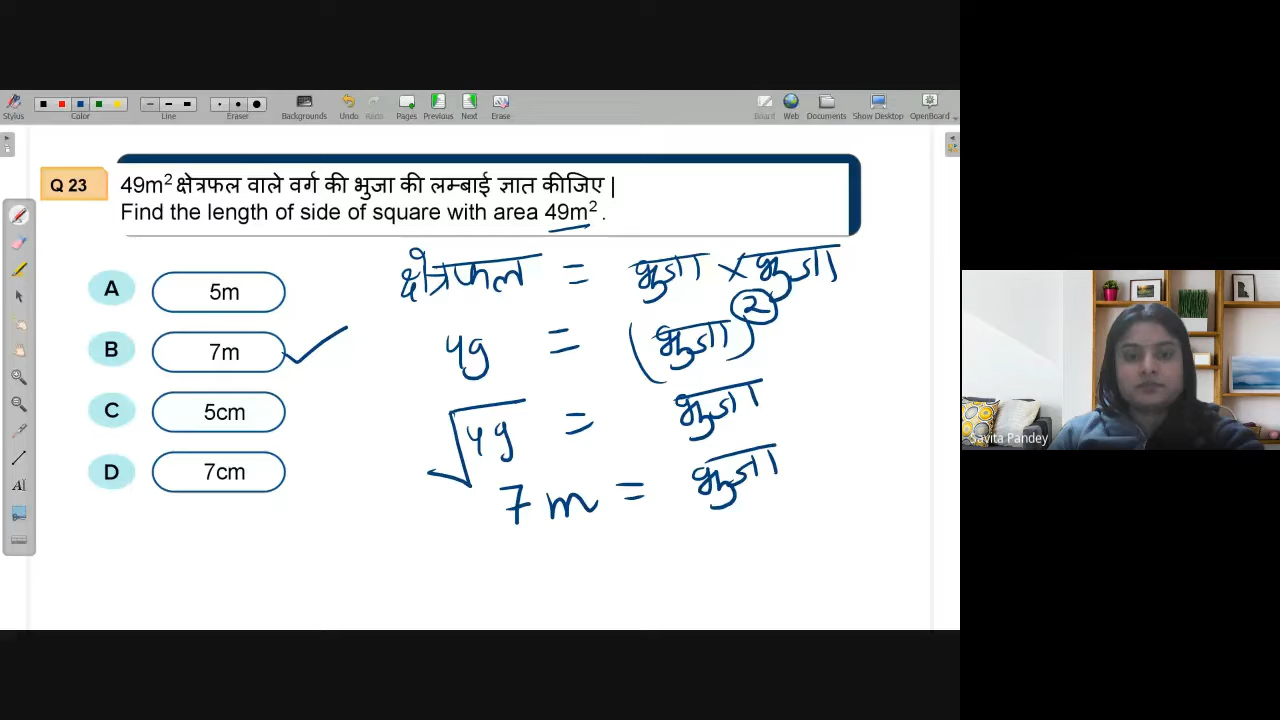 Stylus Color Line Eraser Backgrounds Undo Redo Pages Previous Next Erase Board Web Documents Show Desktop OpenBoard
Q 23
49m² क्षेत्रफल वाले वर्ग की भुजा की लम्बाई ज्ञात कीजिए |
Find the length of side of square with area 49m² .
A 5m
B 7m
C 5cm
D 7cm
क्षेत्रफल = भुजा × भुजा
49 = (भुजा)²
√49 = भुजा
7 m = भुजा
Savita Pandey